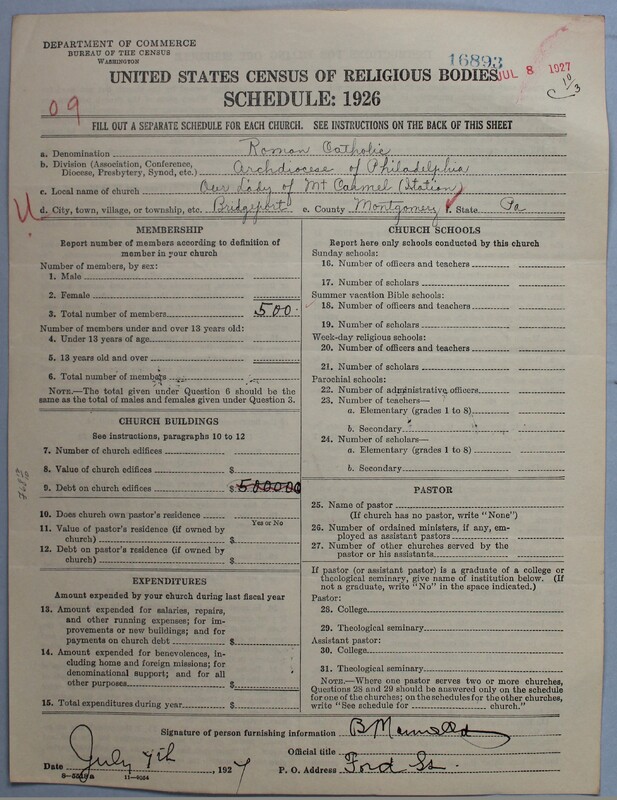 DEPARTMENT OF COMMERCE
BUREAU OF THE CENSUS
WASHINGTON
16893
JUL 8 1927
10/3
UNITED STATES CENSUS OF RELIGIOUS BODIES
SCHEDULE: 1926
09
FILL OUT A SEPARATE SCHEDULE FOR EACH CHURCH. SEE INSTRUCTIONS ON THE BACK OF THIS SHEET
a. Denomination Roman Catholic
b. Division (Association, Conference, Diocese, Presbytery, Synod, etc.) Archdiocese of Philadelphia
c. Local name of church Our Lady of Mt Carmel (Station)
d. City, town, village, or township, etc. Bridgeport e. County Montgomery f. State Pa
MEMBERSHIP
Report number of members according to definition of
member in your church
Number of members, by sex:
1. Male
2. Female
3. Total number of members 500
Number of members under and over 13 years old:
4. Under 13 years of age
5. 13 years old and over
6. Total number of members
NOTE.—The total given under Question 6 should be
the same as the total of males and females given under Question 3.
CHURCH BUILDINGS
See instructions, paragraphs 10 to 12
7. Number of church edifices
8. Value of church edifices $
9. Debt on church edifices $ 500000
10. Does church own pastor's residence
Yes or No
11. Value of pastor's residence (if owned by
church) $
12. Debt on pastor's residence (if owned by
church) $
EXPENDITURES
Amount expended by your church during last fiscal year
13. Amount expended for salaries, repairs,
and other running expenses; for im-
provements or new buildings; and for
payments on church debt $
14. Amount expended for benevolences, in-
cluding home and foreign missions; for
denominational support; and for all
other purposes $
15. Total expenditures during year $
CHURCH SCHOOLS
Report here only schools conducted by this church
Sunday schools:
16. Number of officers and teachers
17. Number of scholars
Summer vacation Bible schools:
18. Number of officers and teachers
19. Number of scholars
Week-day religious schools:
20. Number of officers and teachers
21. Number of scholars
Parochial schools:
22. Number of administrative officers
23. Number of teachers—
a. Elementary (grades 1 to 8)
b. Secondary
24. Number of scholars—
a. Elementary (grades 1 to 8)
b. Secondary
PASTOR
25. Name of pastor
(If church has no pastor, write "None")
26. Number of ordained ministers, if any, em-
ployed as assistant pastors
27. Number of other churches served by the
pastor or his assistants
If pastor (or assistant pastor) is a graduate of a college or
theological seminary, give name of institution below. (If
not a graduate, write "No" in the space indicated.)
Pastor:
28. College
29. Theological seminary
Assistant pastor:
30. College
31. Theological seminary
NOTE.—Where one pastor serves two or more churches,
Questions 28 and 29 should be answered only on the schedule
for one of the churches; on the schedules for the other churches,
write "See schedule for church."
Signature of person furnishing information
Official title
Date July 7th, 1927 P. O. Address Ford St.
8—5519 a 11—9024